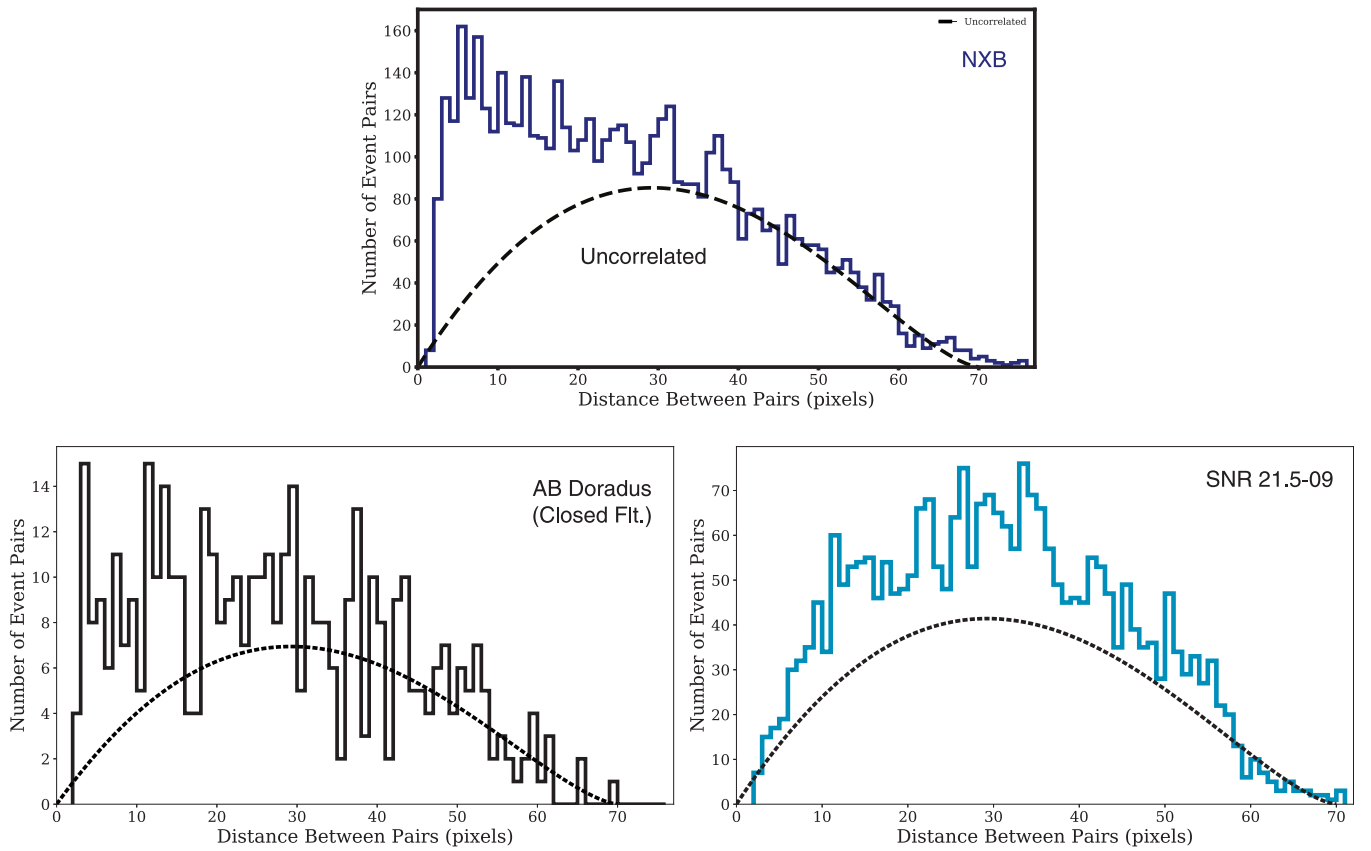 Uncorrelated
NXB
Uncorrelated
Number of Event Pairs
160
140
120
100
80
60
40
20
0
0 10 20 30 40 50 60 70
Distance Between Pairs (pixels)
AB Doradus
(Closed Flt.)
Number of Event Pairs
14
12
10
8
6
4
2
0
0 10 20 30 40 50 60 70
Distance Between Pairs (pixels)
SNR 21.5-09
Number of Event Pairs
70
60
50
40
30
20
10
0
0 10 20 30 40 50 60 70
Distance Between Pairs (pixels)